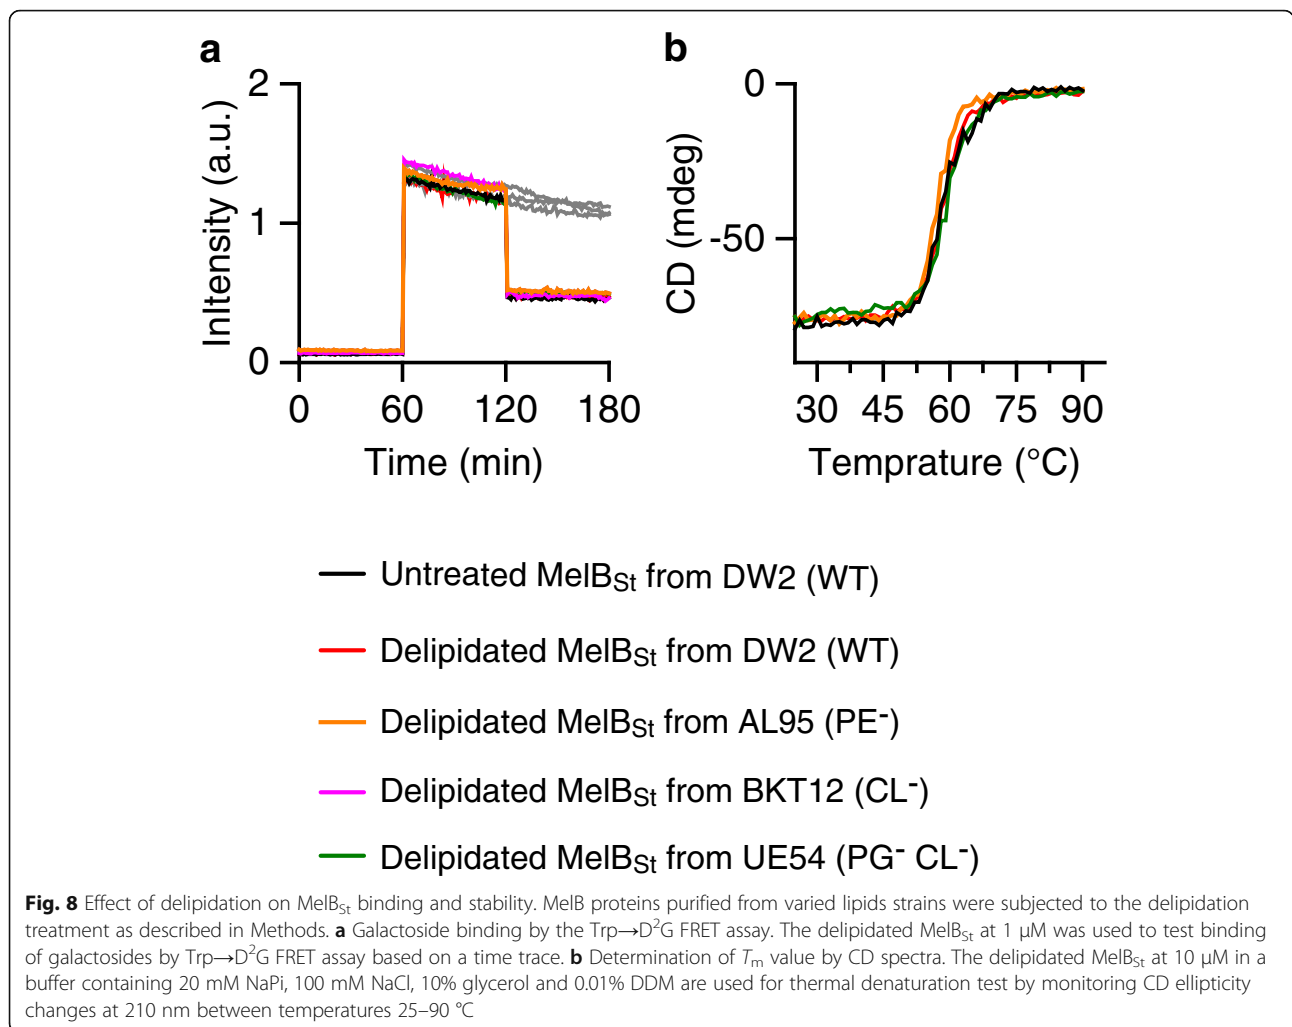 a
b
2
1
0
InItensity (a.u.)
0
60
120
180
Time (min)
0
-50
CD (mdeg)
30
45
60
75
90
Temprature (°C)
Untreated MelBSt from DW2 (WT)
Delipidated MelBSt from DW2 (WT)
Delipidated MelBSt from AL95 (PE-)
Delipidated MelBSt from BKT12 (CL-)
Delipidated MelBSt from UE54 (PG- CL-)
Fig. 8 Effect of delipidation on MelBSt binding and stability. MelB proteins purified from varied lipids strains were subjected to the delipidation
treatment as described in Methods. a Galactoside binding by the Trp→D²G FRET assay. The delipidated MelBSt at 1 μM was used to test binding
of galactosides by Trp→D²G FRET assay based on a time trace. b Determination of Tm value by CD spectra. The delipidated MelBSt at 10 μM in a
buffer containing 20 mM NaPi, 100 mM NaCl, 10% glycerol and 0.01% DDM are used for thermal denaturation test by monitoring CD ellipticity
changes at 210 nm between temperatures 25–90 °C